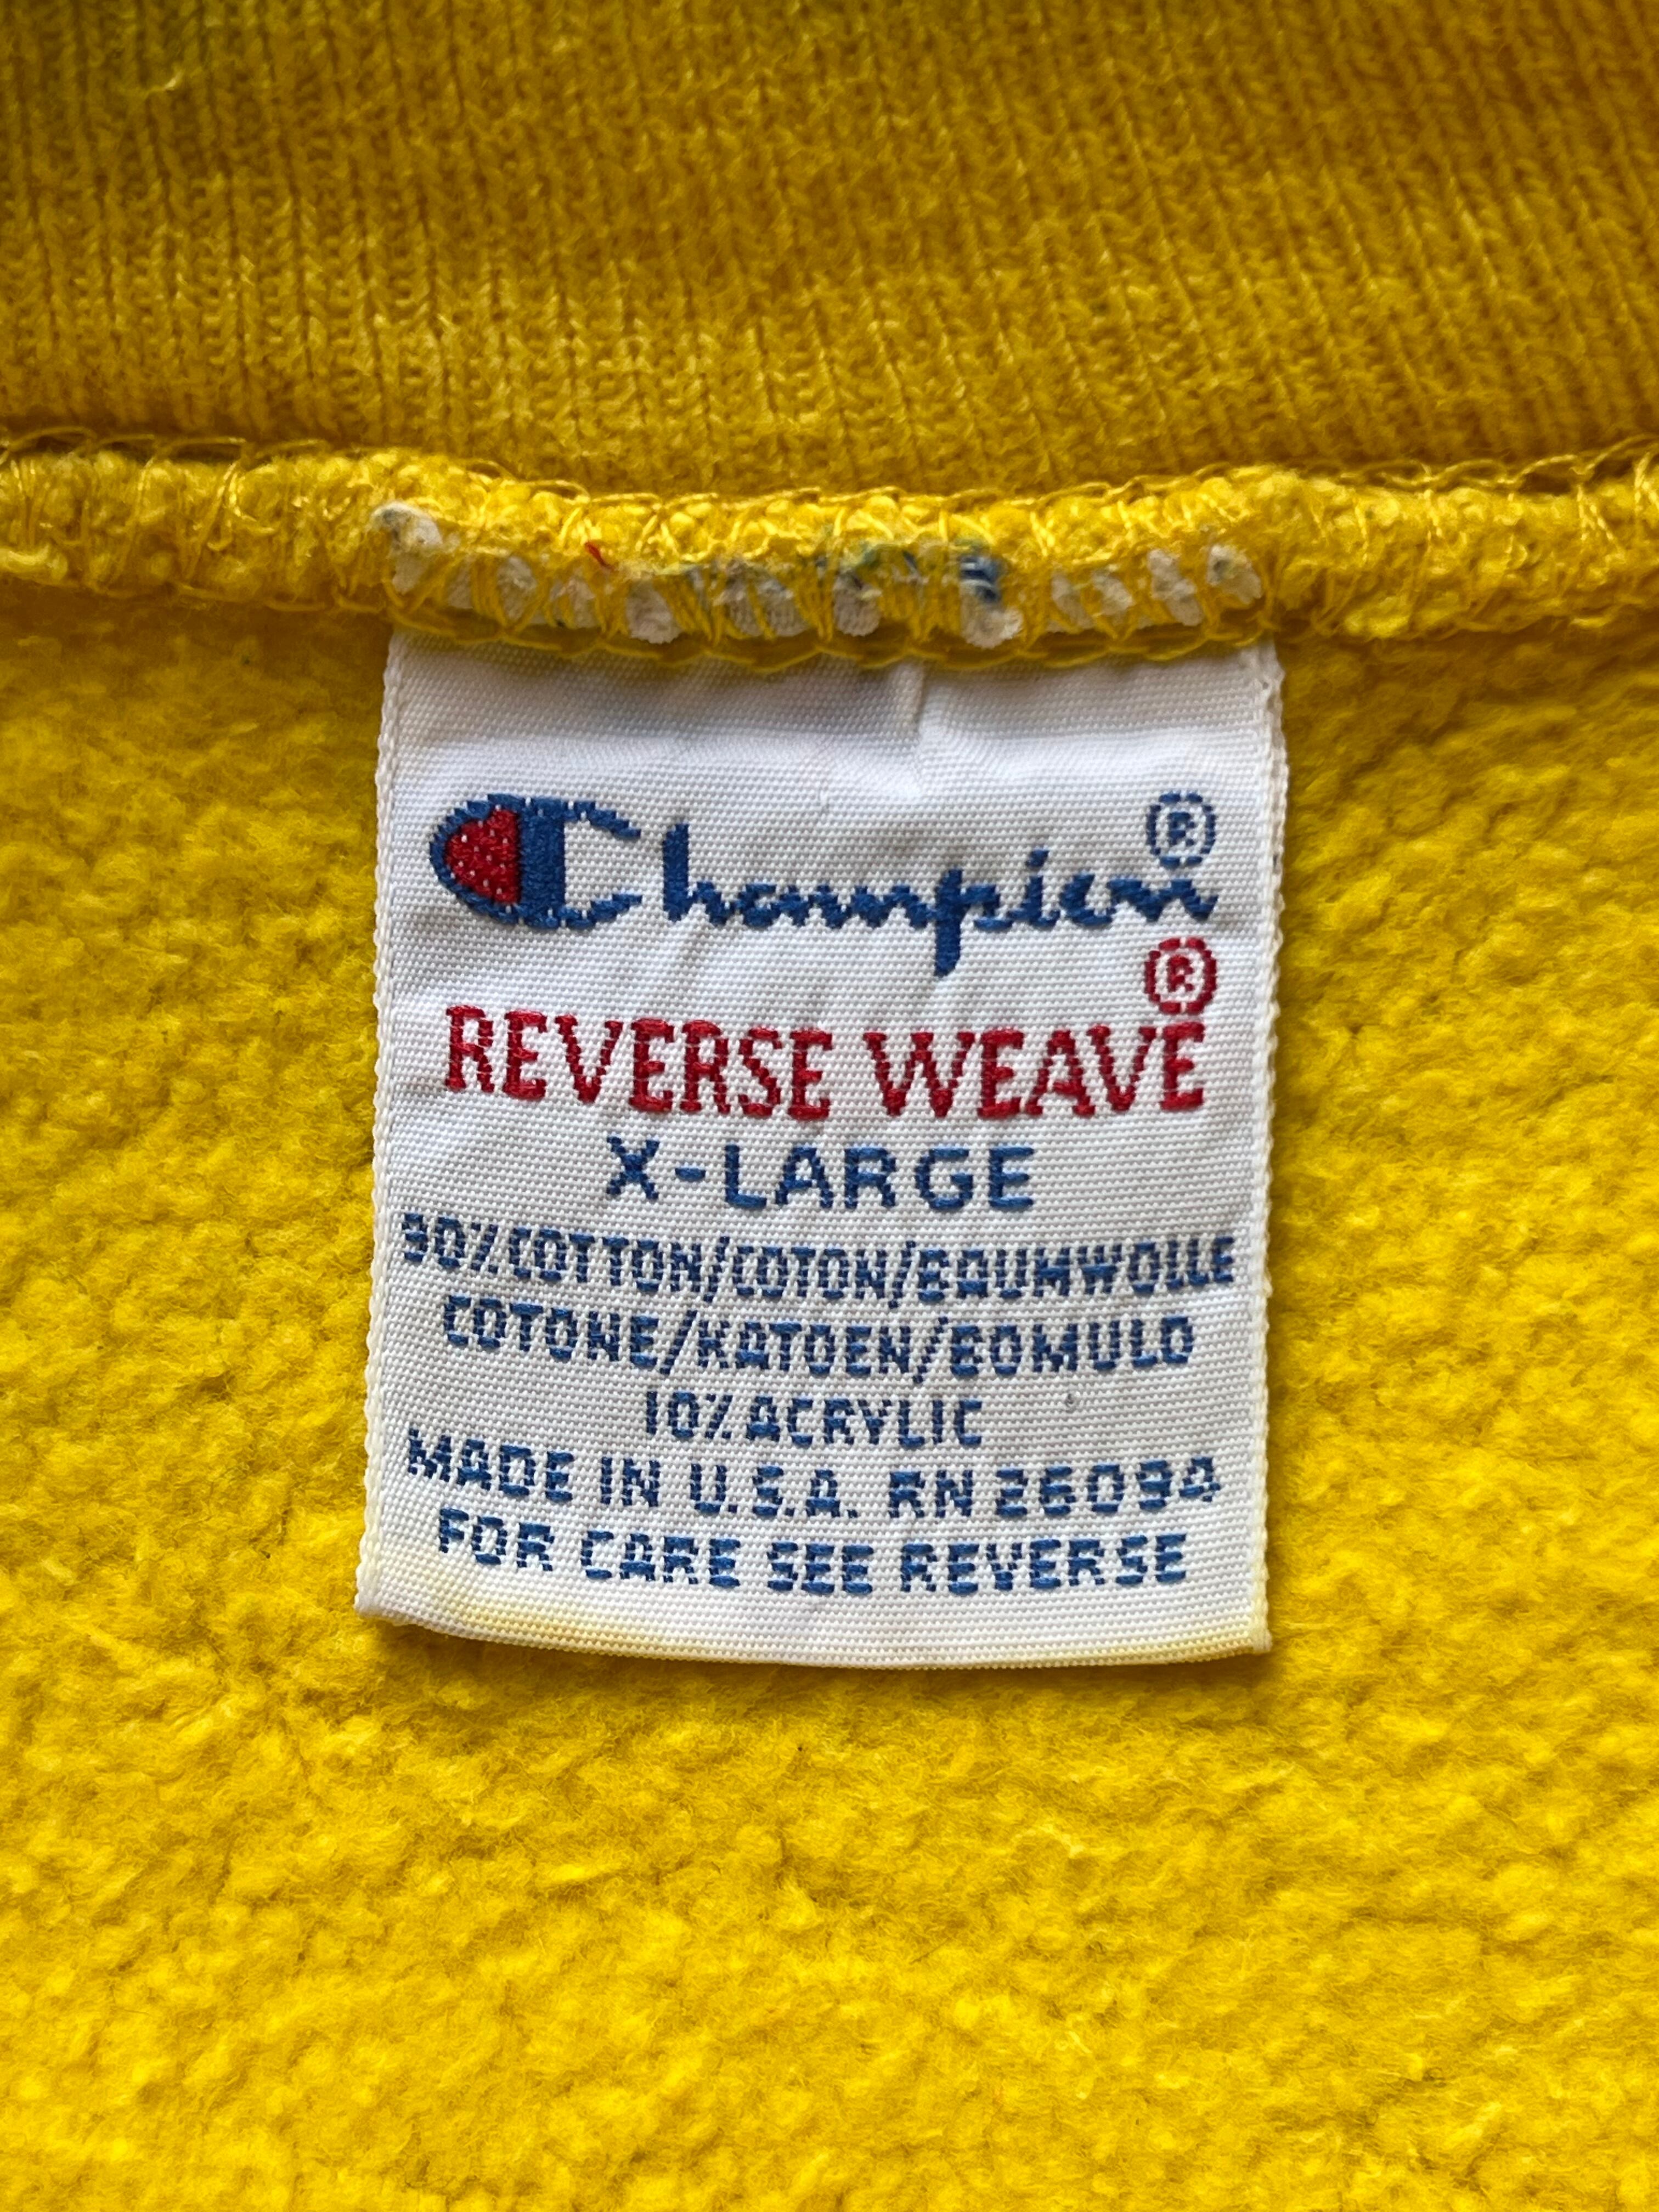 Champion®
REVERSE WEAVE®
X-LARGE
90% COTTON/COTON/BAUMWOLLE
COTONE/KATOEN/BOMULD
10% ACRYLIC
MADE IN U.S.A. RN 26094
FOR CARE SEE REVERSE